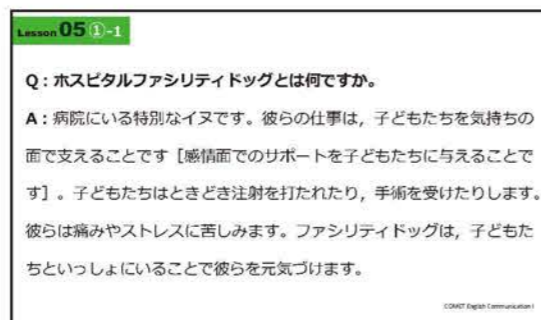 Lesson 05①-1
Q：ホスピタルファシリティドッグとは何ですか。
A：病院にいる特別なイヌです。彼らの仕事は，子どもたちを気持ちの
面で支えることです［感情面でのサポートを子どもたちに与えることで
す］。子どもたちはときどき注射を打たれたり，手術を受けたりします。
彼らは痛みやストレスに苦しみます。ファシリティドッグは，子どもた
ちといっしょにいることで彼らを元気づけます。
COMET English Communication I